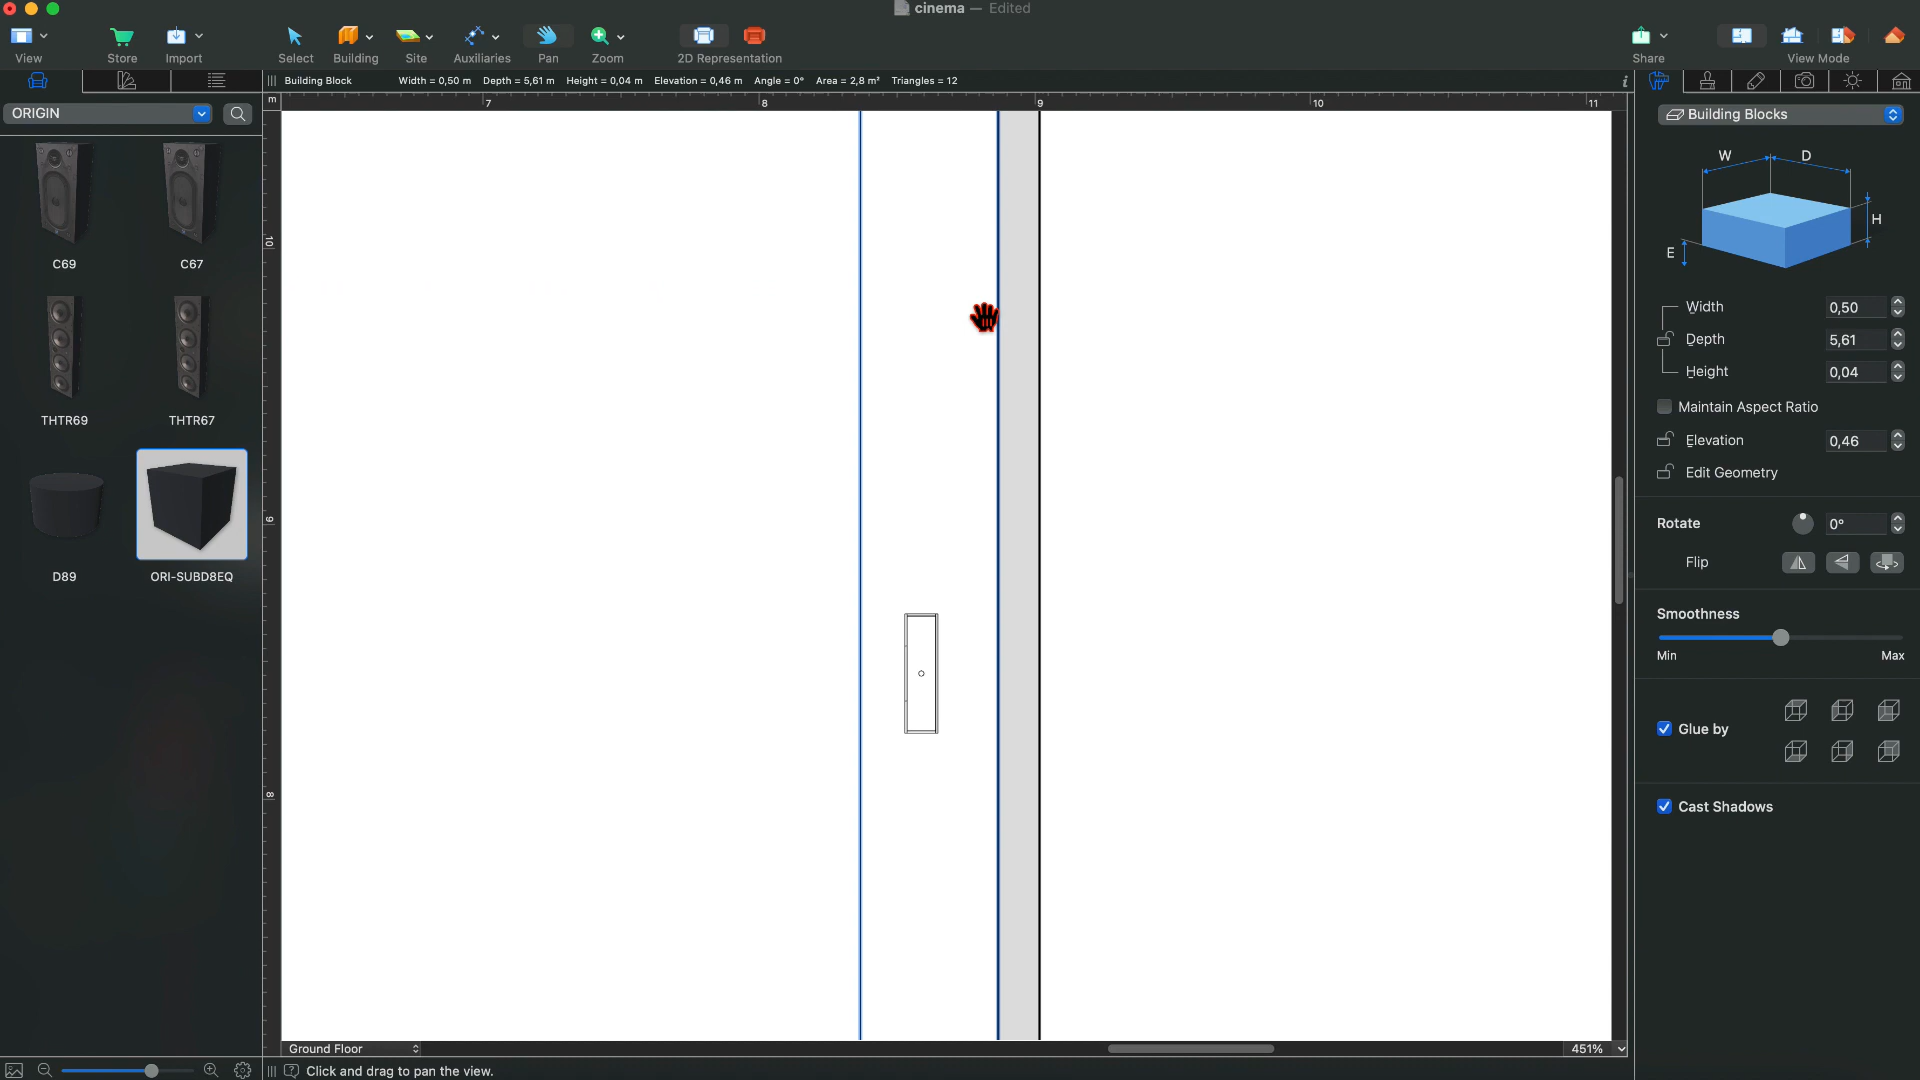 cinema — Edited
View
Store
Import
Select
Building
Site
Auxiliaries
Pan
Zoom
2D Representation
Share
View Mode
Building Block Width = 0,50 m Depth = 5,61 m Height = 0,04 m Elevation = 0,46 m Angle = 0° Area = 2,8 m² Triangles = 12
m
7 8 9 10 11
10
9
8
ORIGIN
C69 C67
THTR69 THTR67
D89 ORI-SUBD8EQ
Building Blocks
W D
H
E
Width 0,50
Depth 5,61
Height 0,04
Maintain Aspect Ratio
Elevation 0,46
Edit Geometry
Rotate 0°
Flip
Smoothness
Min Max
Glue by
Cast Shadows
Ground Floor
451%
Click and drag to pan the view.